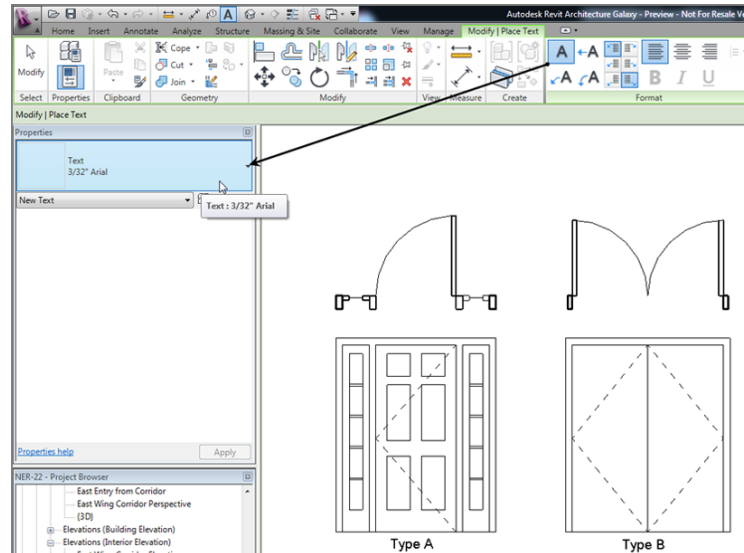 Autodesk Revit Architecture Galaxy - Preview - Not For Resale Ve
Home Insert Annotate Analyze Structure Massing & Site Collaborate View Manage Modify | Place Text
Modify
Paste
Cope
Cut
Join
A
B I U
Select Properties Clipboard Geometry Modify View Measure Create Format
Modify | Place Text
Properties
Text
3/32" Arial
New Text
Text : 3/32" Arial
Properties help
Apply
NER-22 - Project Browser
East Entry from Corridor
East Wing Corridor Perspective
{3D}
Elevations (Building Elevation)
Elevations (Interior Elevation)
Type A
Type B